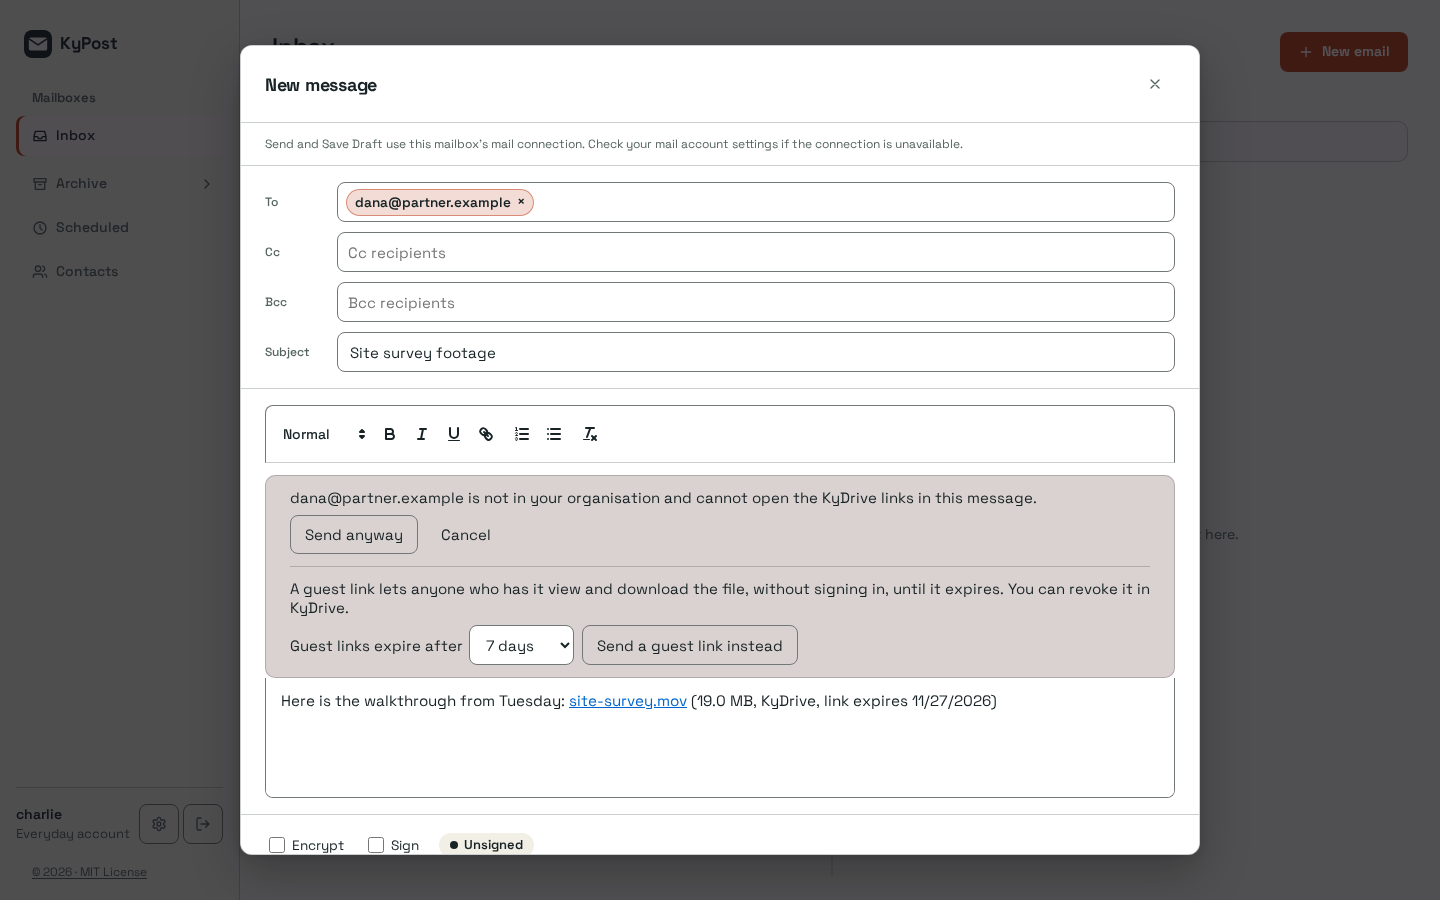 KyPost
Mailboxes
Inbox
Archive
Scheduled
Contacts
charlie
Everyday account
© 2026 · MIT License
New email
here.
New message
Send and Save Draft use this mailbox's mail connection. Check your mail account settings if the connection is unavailable.
To
dana@partner.example ×
Cc
Cc recipients
Bcc
Bcc recipients
Subject
Site survey footage
Normal
dana@partner.example is not in your organisation and cannot open the KyDrive links in this message.
Send anyway
Cancel
A guest link lets anyone who has it view and download the file, without signing in, until it expires. You can revoke it in
KyDrive.
Guest links expire after
7 days
Send a guest link instead
Here is the walkthrough from Tuesday: site-survey.mov (19.0 MB, KyDrive, link expires 11/27/2026)
Encrypt
Sign
Unsigned